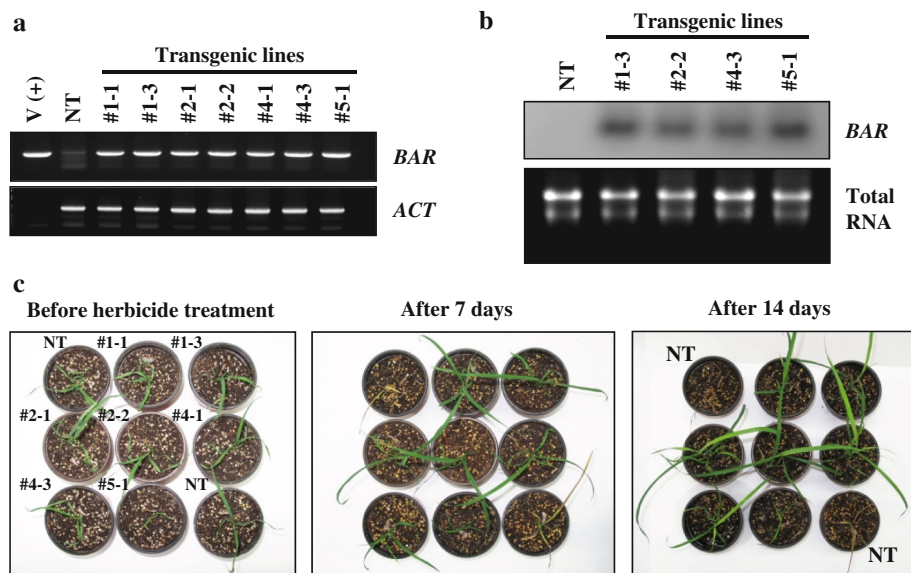 a
Transgenic lines
V (+)
NT
#1-1
#1-3
#2-1
#2-2
#4-1
#4-3
#5-1
BAR
ACT
b
Transgenic lines
NT
#1-3
#2-2
#4-3
#5-1
BAR
Total
RNA
c
Before herbicide treatment
After 7 days
After 14 days
NT
#1-1
#1-3
#2-1
#2-2
#4-1
#4-3
#5-1
NT
NT
NT